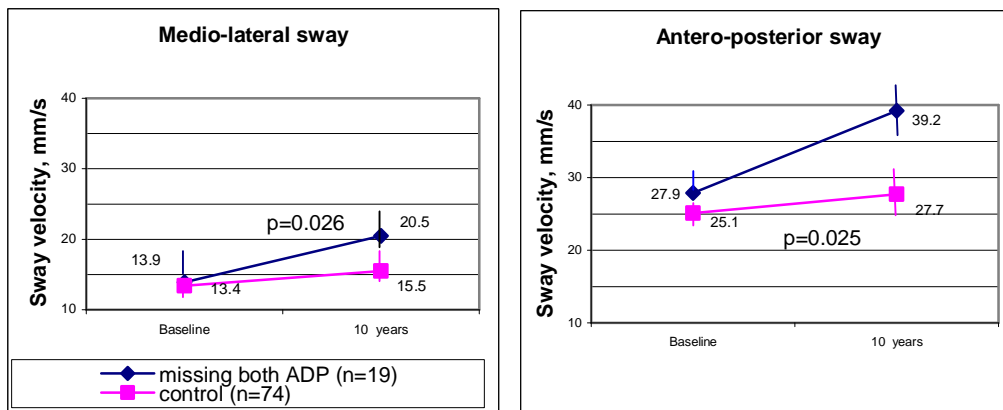 Medio-lateral sway
Sway velocity, mm/s
40
30
20
10
13.9
13.4
p=0.026
20.5
15.5
Baseline
10 years
missing both ADP (n=19)
control (n=74)
Antero-posterior sway
Sway velocity, mm/s
40
30
20
10
27.9
25.1
39.2
27.7
p=0.025
Baseline
10 years